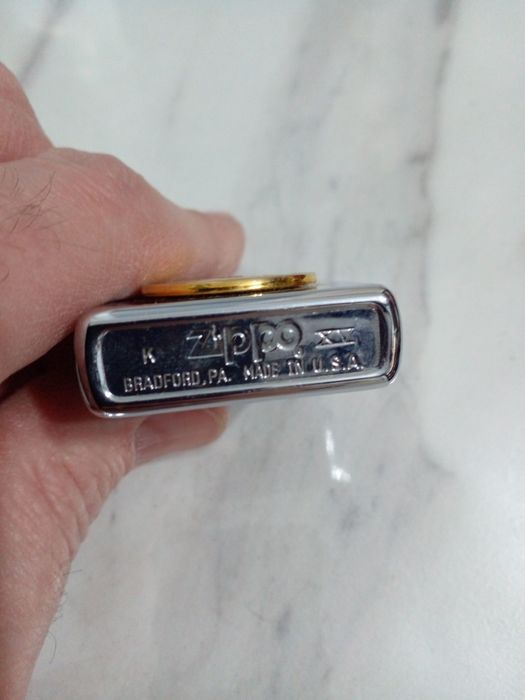 K Zippo XV
BRADFORD, PA. MADE IN U.S.A.